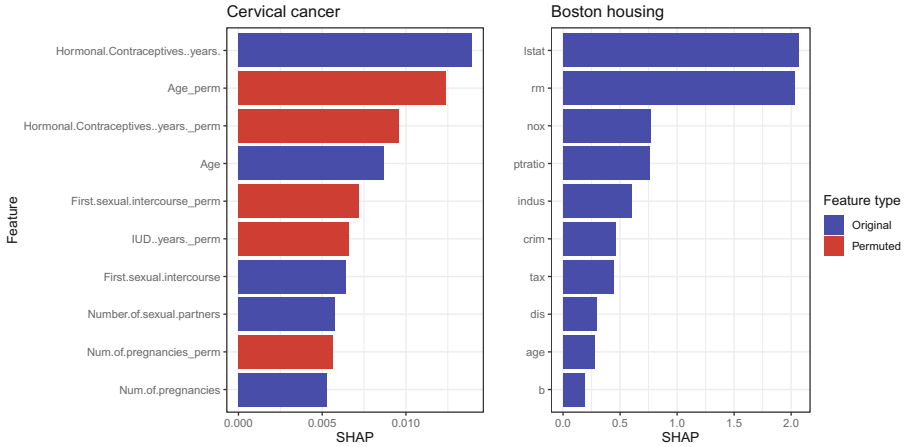 Cervical cancer
Feature
Hormonal.Contraceptives..years.
Age_perm
Hormonal.Contraceptives..years._perm
Age
First.sexual.intercourse_perm
IUD..years._perm
First.sexual.intercourse
Number.of.sexual.partners
Num.of.pregnancies_perm
Num.of.pregnancies
0.000 0.005 0.010
SHAP
Boston housing
lstat
rm
nox
ptratio
indus
crim
tax
dis
age
b
0.0 0.5 1.0 1.5 2.0
SHAP
Feature type
Original
Permuted